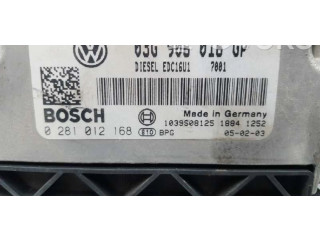 03G 906 016 GP
DIESEL EDC16U1 7001
BOSCH
Made in Germany
0 281 012 168
1039S08125 1894 1252
E1D BPG
05-02-03